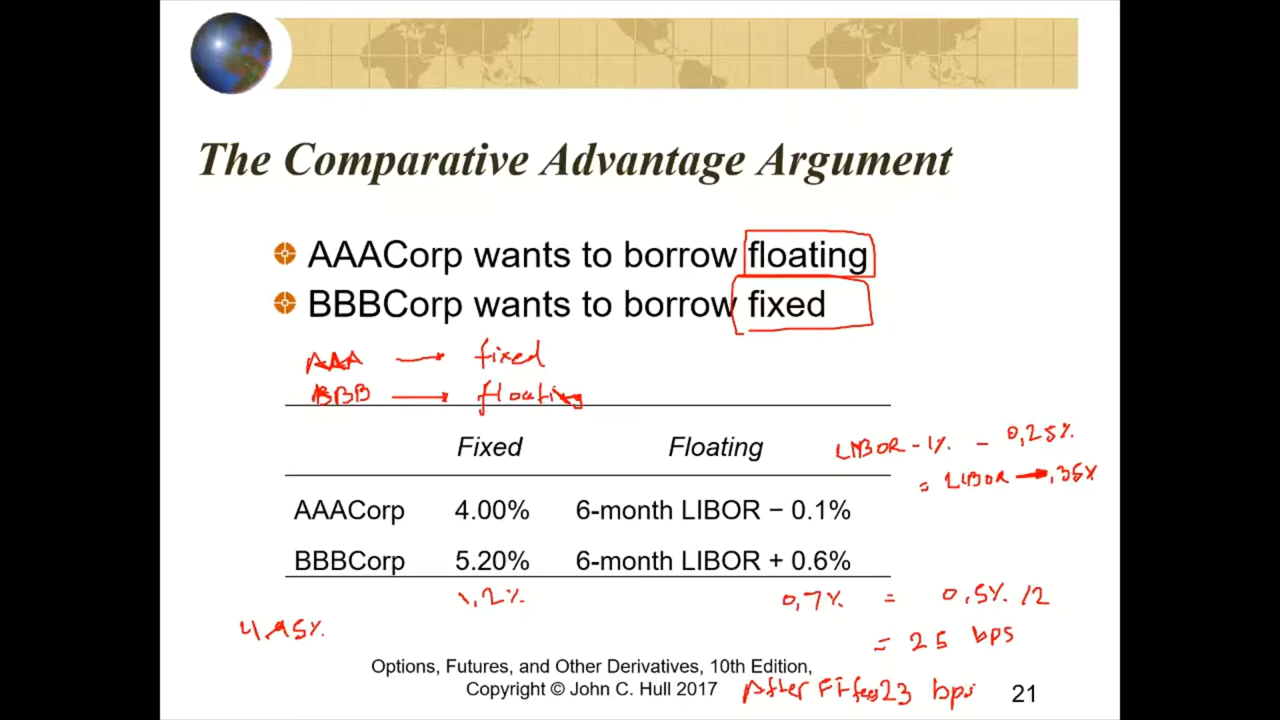 The Comparative Advantage Argument
AAACorp wants to borrow floating
BBBCorp wants to borrow fixed
AAA → fixed
BBB → floating
Fixed Floating
LIBOR - 1%. - 0,25%.
= LIBOR - ,35%
AAACorp 4.00% 6-month LIBOR − 0.1%
BBBCorp 5.20% 6-month LIBOR + 0.6%
1,2% 0,7% = 0,5% /2
4,95%.
= 25 bps
Options, Futures, and Other Derivatives, 10th Edition,
Copyright © John C. Hull 2017
After FI fees 23 bps
21